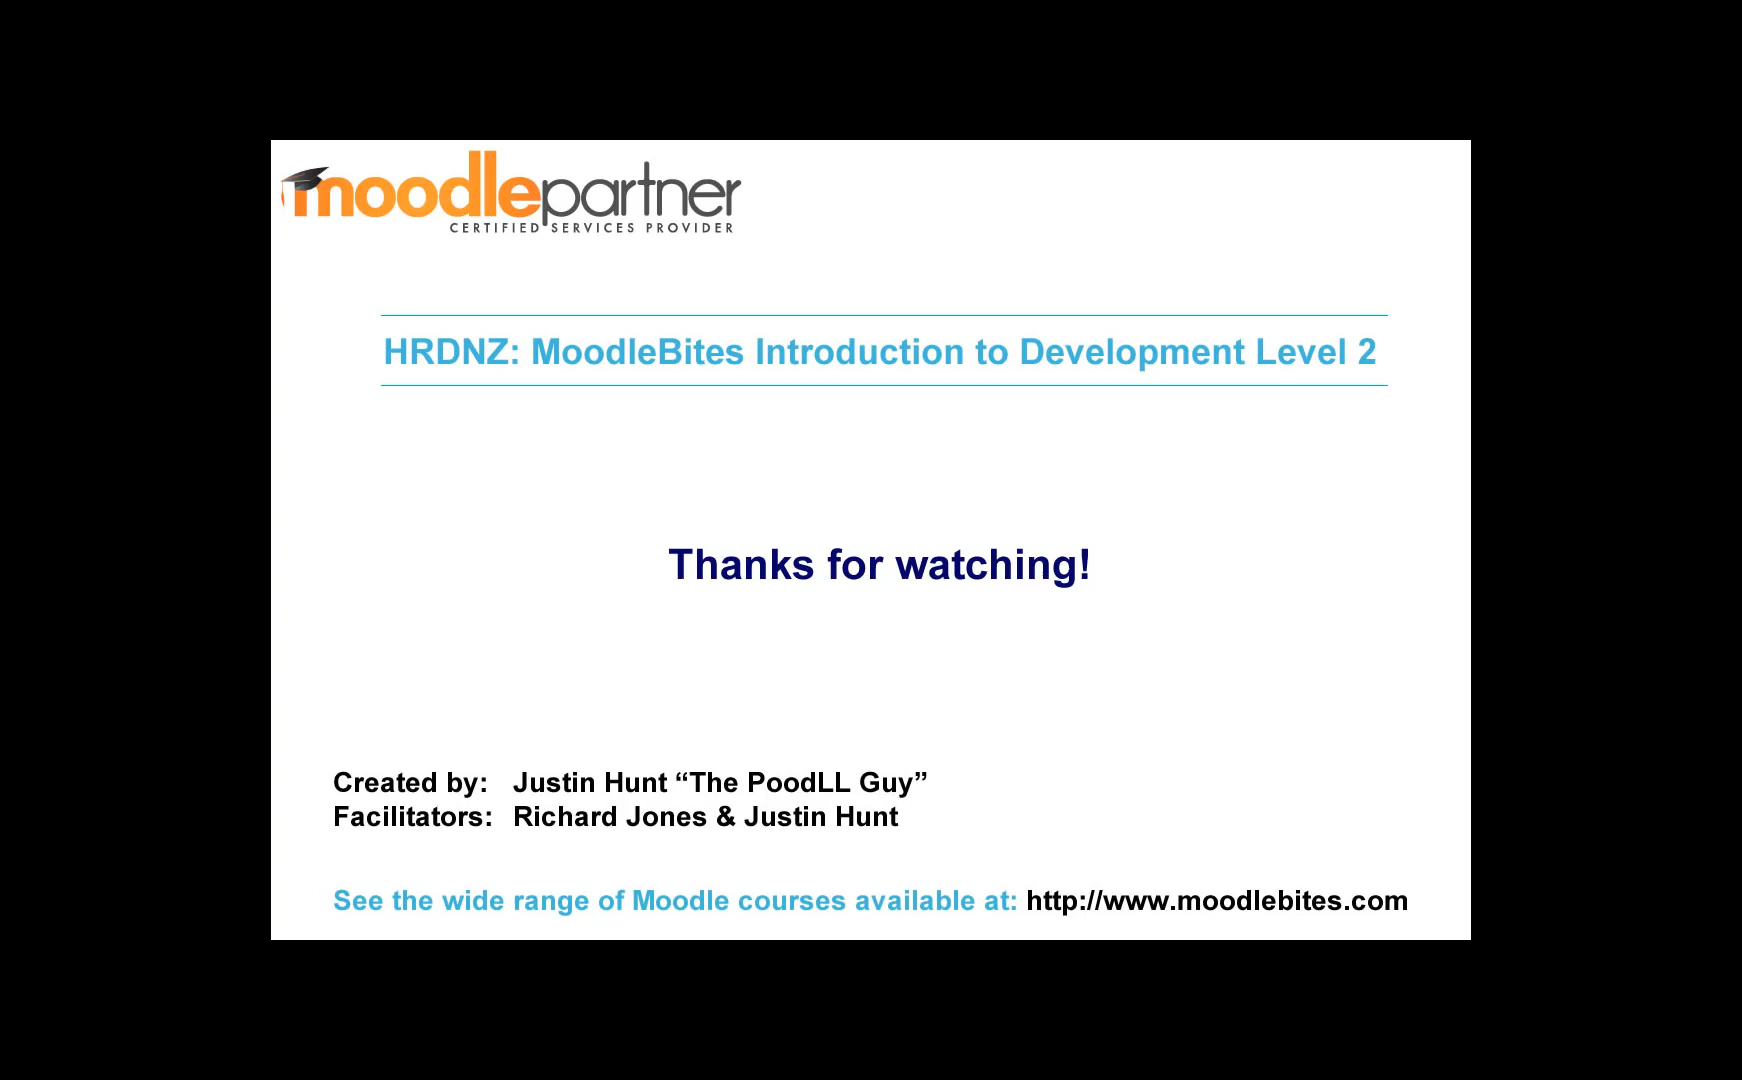 moodlepartner
CERTIFIED SERVICES PROVIDER
HRDNZ: MoodleBites Introduction to Development Level 2
Thanks for watching!
Created by: Justin Hunt “The PoodLL Guy”
Facilitators: Richard Jones & Justin Hunt
See the wide range of Moodle courses available at: http://www.moodlebites.com